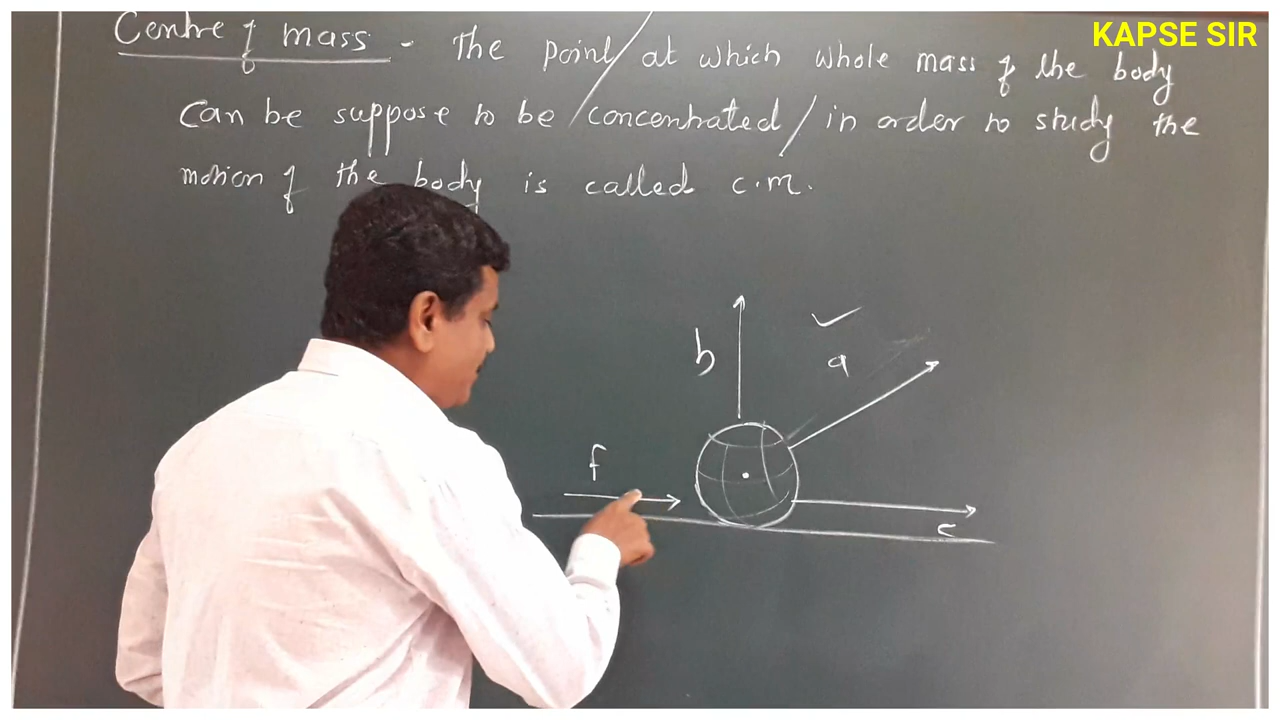 KAPSE SIR
Centre of mass - The point at which whole mass of the body
Can be suppose to be concentrated in order to study the
motion of the body is called c.m.
b
a
f
c